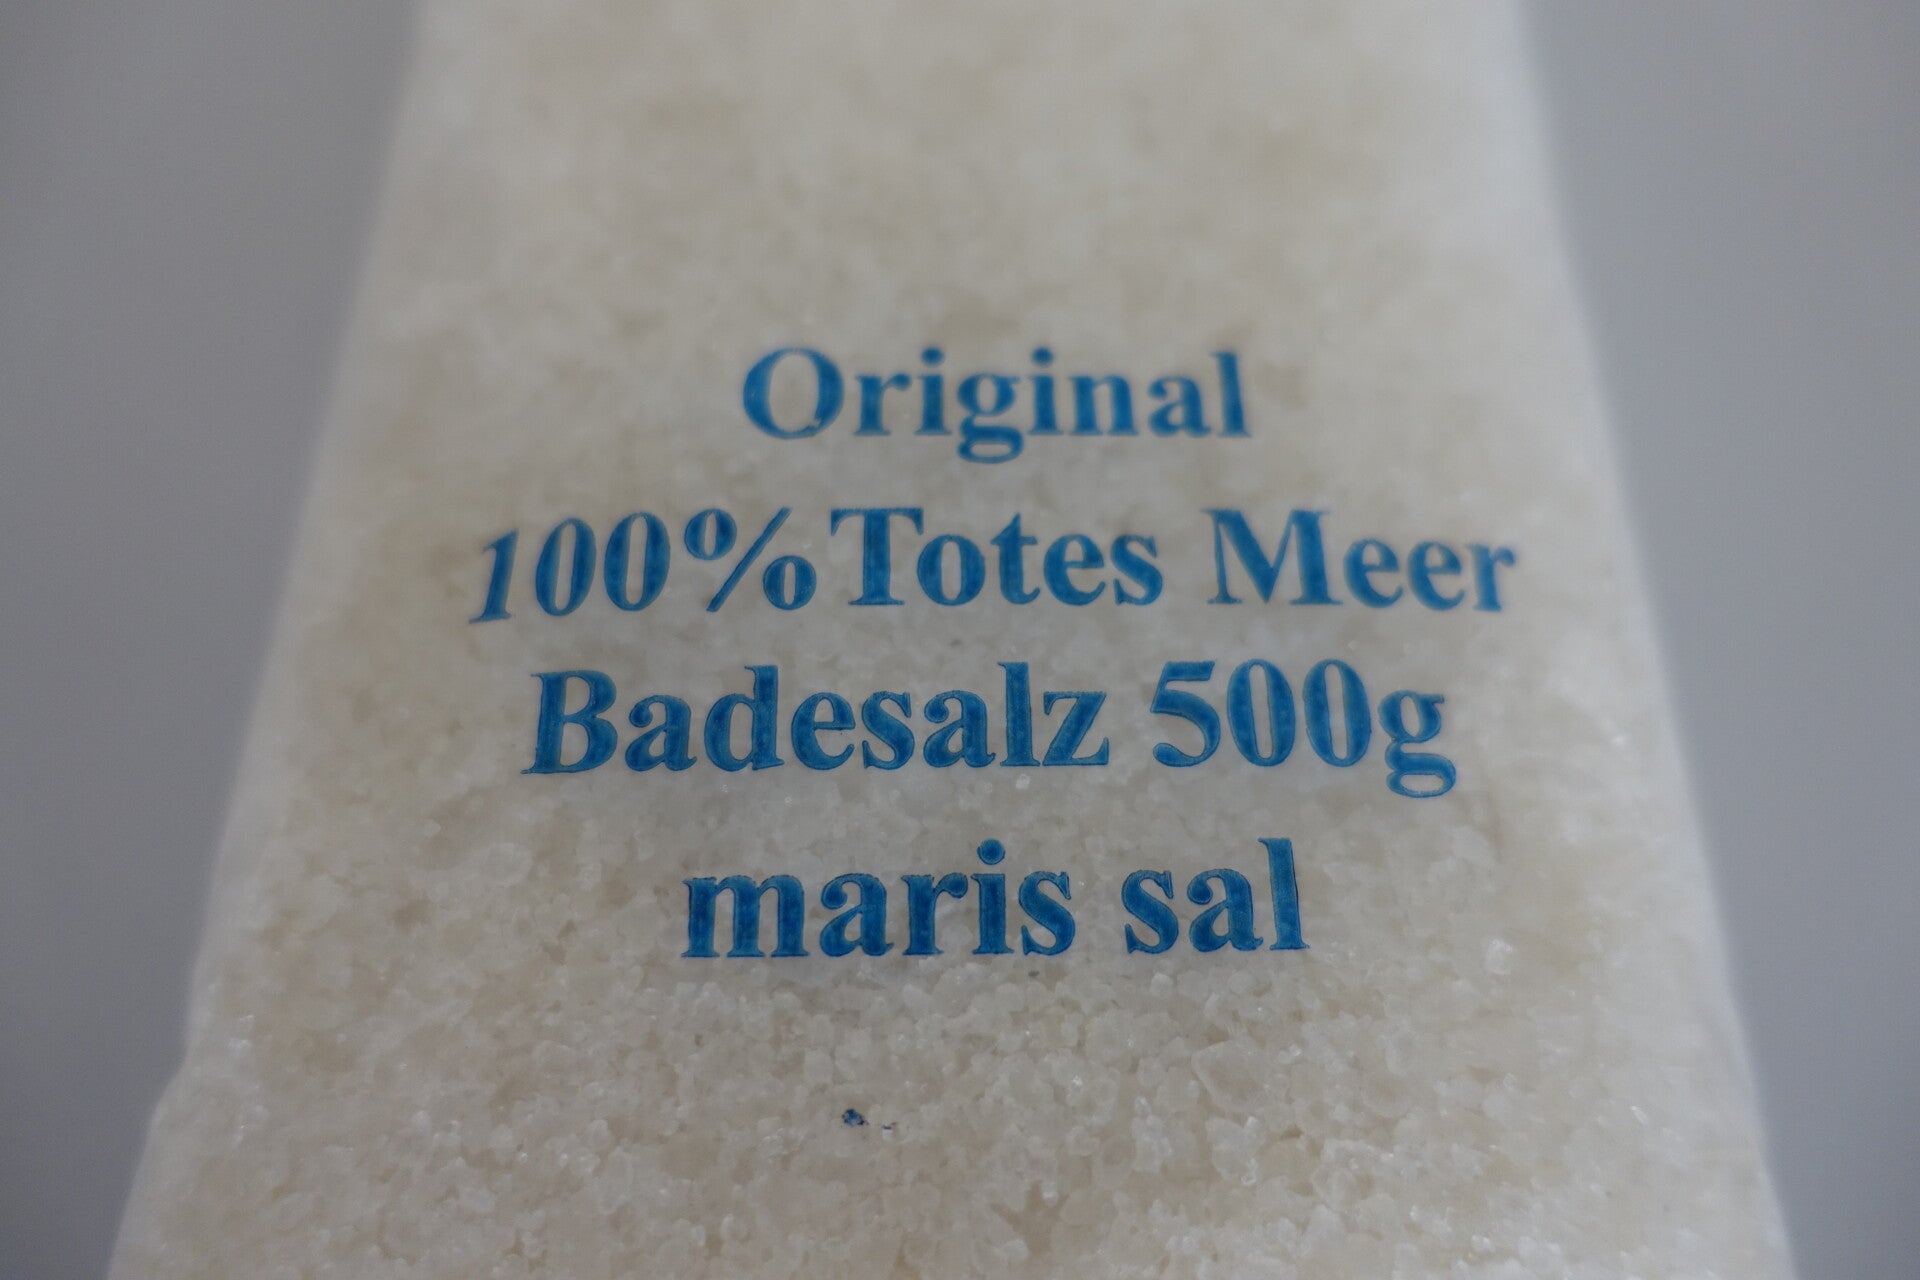 Original
100% Totes Meer
Badesalz 500g
maris sal